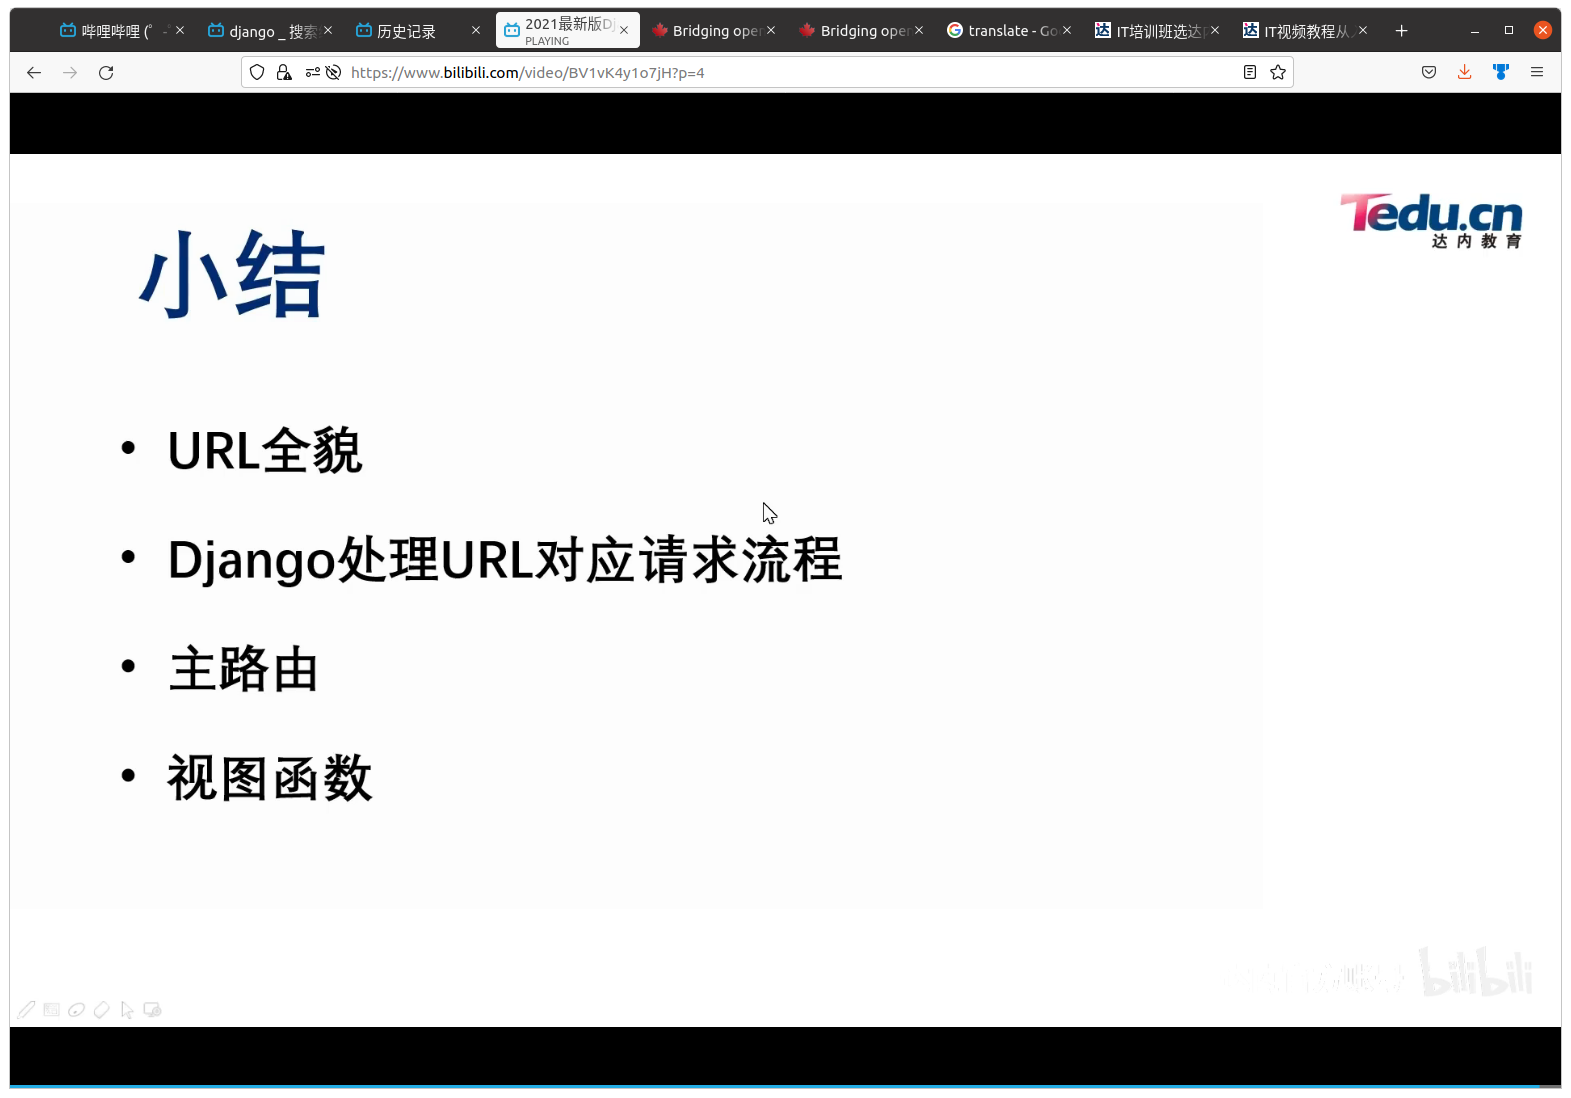 哔哩哔哩 (゜-゜
django _ 搜索
历史记录
2021最新版Dj
PLAYING
Bridging oper
Bridging oper
translate - Go
IT培训班选达内
IT视频教程从入
https://www.bilibili.com/video/BV1vK4y1o7jH?p=4
Tedu.cn
达内教育
小结
• URL全貌
• Django处理URL对应请求流程
• 主路由
• 视图函数
bilibili